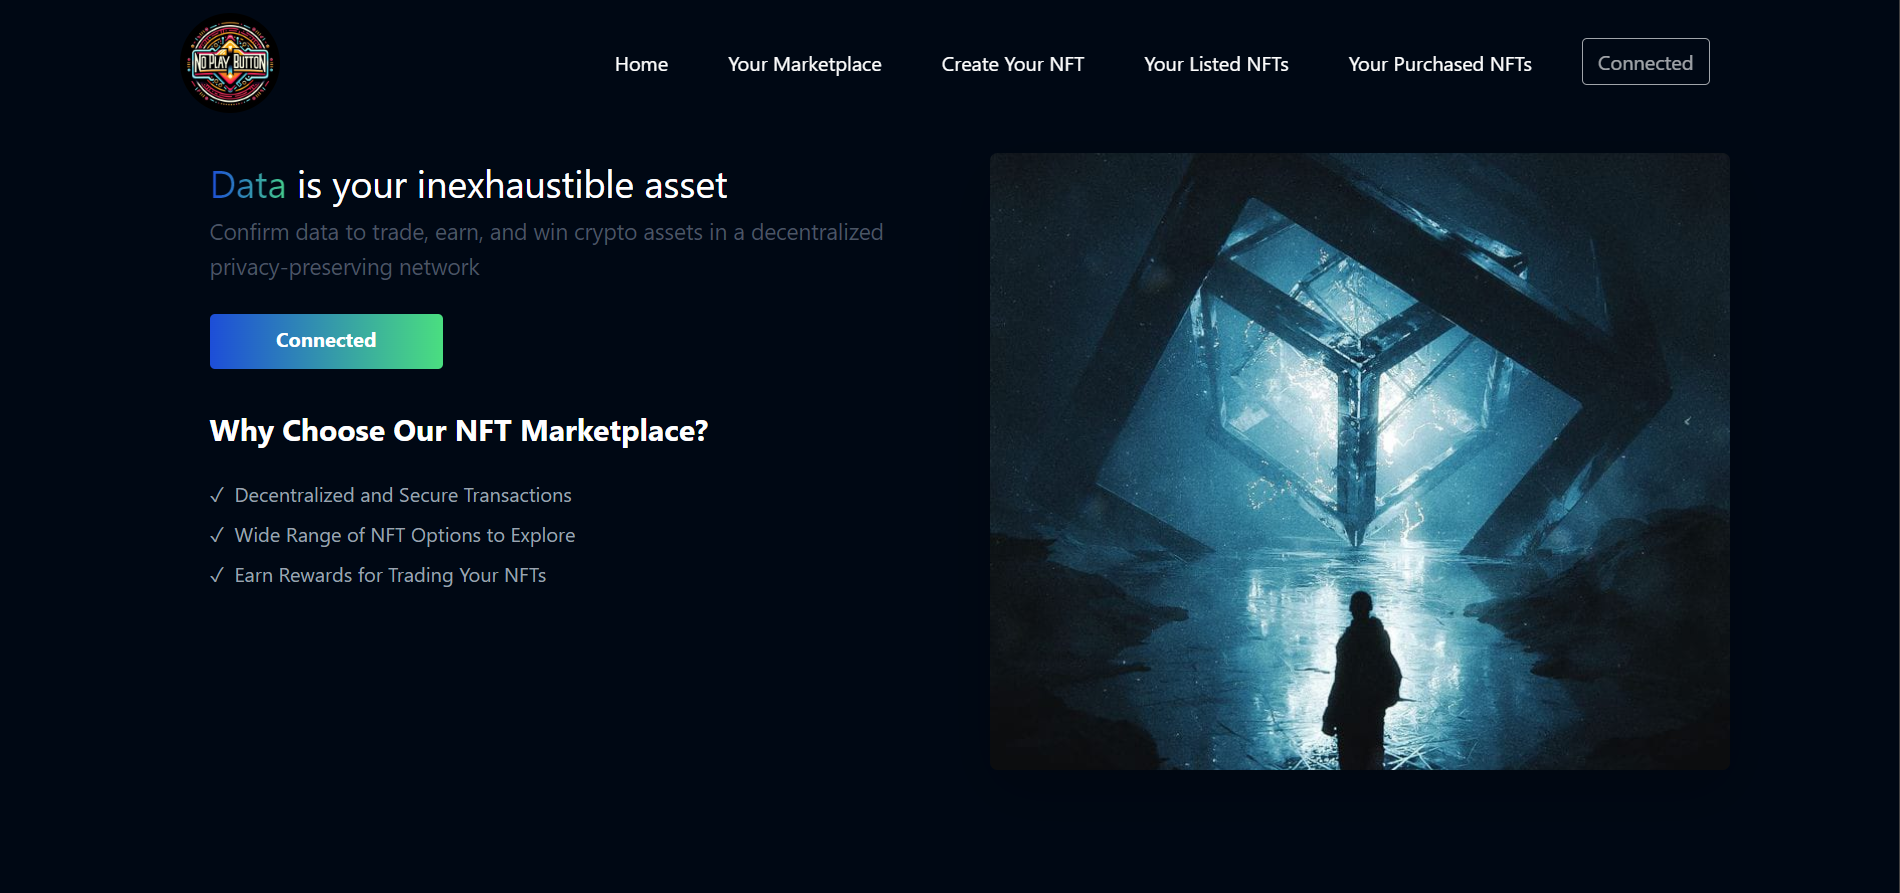 NO PLAY BUTTON
Home
Your Marketplace
Create Your NFT
Your Listed NFTs
Your Purchased NFTs
Connected
Data is your inexhaustible asset
Confirm data to trade, earn, and win crypto assets in a decentralized
privacy-preserving network
Connected
Why Choose Our NFT Marketplace?
✓ Decentralized and Secure Transactions
✓ Wide Range of NFT Options to Explore
✓ Earn Rewards for Trading Your NFTs